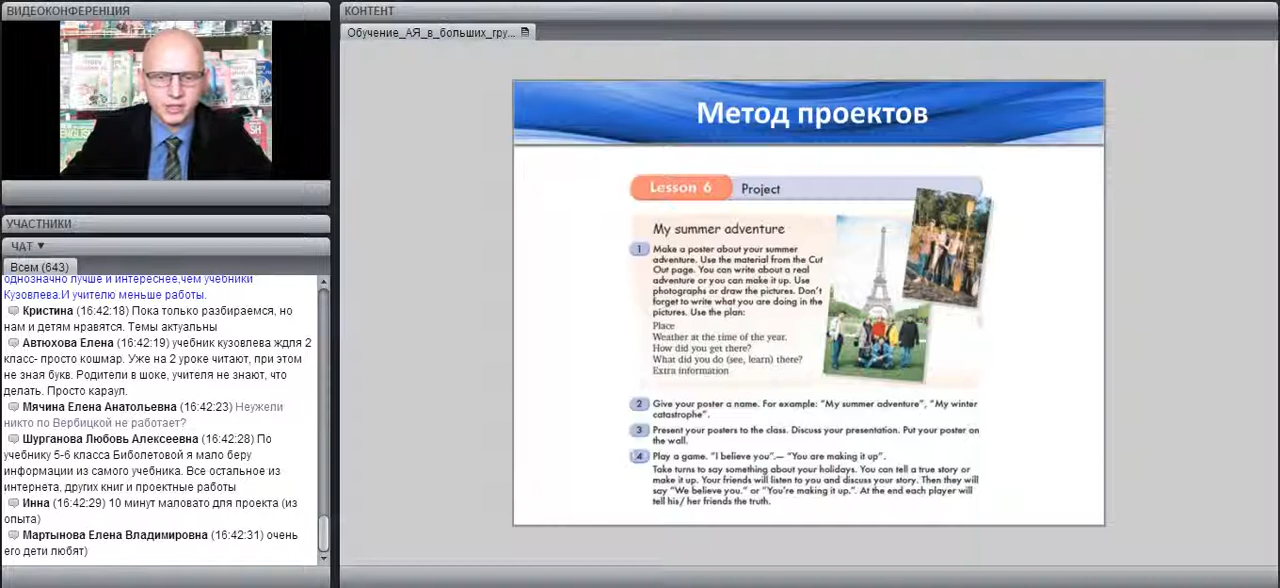 ВИДЕОКОНФЕРЕНЦИЯ
УЧАСТНИКИ
ЧАТ ▼
Всем (643)
однозначно лучше и интереснее,чем учебники
Кузовлева.И учителю меньше работы.
Кристина (16:42:18) Пока только разбираемся, но
нам и детям нравятся. Темы актуальны
Автюхова Елена (16:42:19) учебник кузовлева ждля 2
класс- просто кошмар. Уже на 2 уроке читают, при этом
не зная букв. Родители в шоке, учителя не знают, что
делать. Просто караул.
Мячина Елена Анатольевна (16:42:23) Неужели
никто по Вербицкой не работает?
Шурганова Любовь Алексеевна (16:42:28) По
учебнику 5-6 класса Биболетовой я мало беру
информации из самого учебника. Все остальное из
интернета, других книг и проектные работы
Инна (16:42:29) 10 минут маловато для проекта (из
опыта)
Мартынова Елена Владимировна (16:42:31) очень
его дети любят)
КОНТЕНТ
Обучение_АЯ_в_больших_гру...
Метод проектов
Lesson 6 Project
My summer adventure
1 Make a poster about your summer
adventure. Use the material from the Cut
Out page. You can write about a real
adventure or you can make it up. Use
photographs or draw the pictures. Don't
forget to write what you are doing in the
pictures. Use the plan:
Place
Weather at the time of the year.
How did you get there?
What did you do (see, learn) there?
Extra information
2 Give your poster a name. For example: "My summer adventure", "My winter
catastrophe".
3 Present your posters to the class. Discuss your presentation. Put your poster on
the wall.
4 Play a game. "I believe you".— "You are making it up".
Take turns to say something about your holidays. You can tell a true story or
make it up. Your friends will listen to you and discuss your story. Then they will
say "We believe you." or "You're making it up.". At the end each player will
tell his/ her friends the truth.